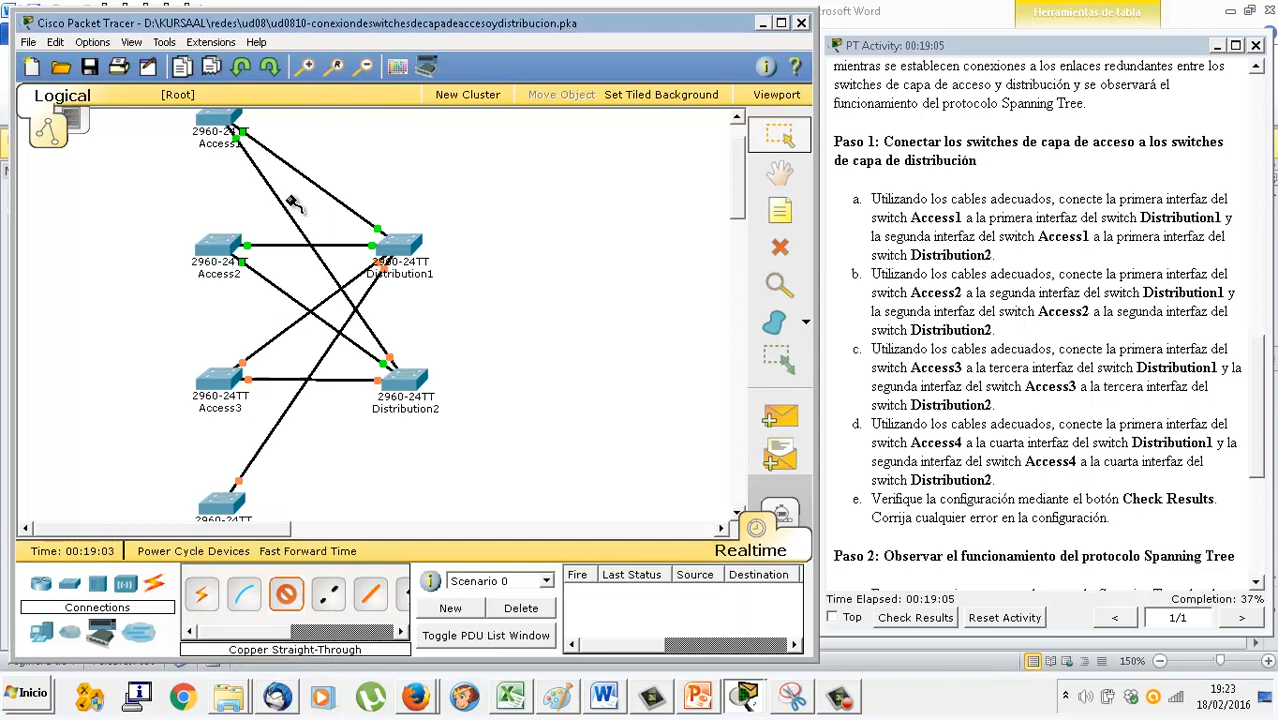 Cisco Packet Tracer - D:\KURSAAL\redes\ud08\ud0810-conexiondeswitchesdecapadeaccesoydistribucion.pka
Microsoft Word
Herramientas de tabla
File Edit Options View Tools Extensions Help
Logical
[Root]
New Cluster
Move Object
Set Tiled Background
Viewport
2960-24TT
Access1
2960-24TT
Access2
2960-24TT
Distribution1
2960-24TT
Access3
2960-24TT
Distribution2
2960-24TT
Time: 00:19:03
Power Cycle Devices Fast Forward Time
Realtime
Connections
Copper Straight-Through
Scenario 0
New
Delete
Toggle PDU List Window
Fire
Last Status
Source
Destination
PT Activity: 00:19:05
mientras se establecen conexiones a los enlaces redundantes entre los
switches de capa de acceso y distribución y se observará el
funcionamiento del protocolo Spanning Tree.
Paso 1: Conectar los switches de capa de acceso a los switches
de capa de distribución
a. Utilizando los cables adecuados, conecte la primera interfaz del
switch Access1 a la primera interfaz del switch Distribution1 y
la segunda interfaz del switch Access1 a la primera interfaz del
switch Distribution2.
b. Utilizando los cables adecuados, conecte la primera interfaz del
switch Access2 a la segunda interfaz del switch Distribution1 y
la segunda interfaz del switch Access2 a la segunda interfaz del
switch Distribution2.
c. Utilizando los cables adecuados, conecte la primera interfaz del
switch Access3 a la tercera interfaz del switch Distribution1 y la
segunda interfaz del switch Access3 a la tercera interfaz del
switch Distribution2.
d. Utilizando los cables adecuados, conecte la primera interfaz del
switch Access4 a la cuarta interfaz del switch Distribution1 y la
segunda interfaz del switch Access4 a la cuarta interfaz del
switch Distribution2.
e. Verifique la configuración mediante el botón Check Results.
Corrija cualquier error en la configuración.
Paso 2: Observar el funcionamiento del protocolo Spanning Tree
Time Elapsed: 00:19:05
Completion: 37%
Top
Check Results
Reset Activity
<
1/1
>
150%
Inicio
19:23
18/02/2016